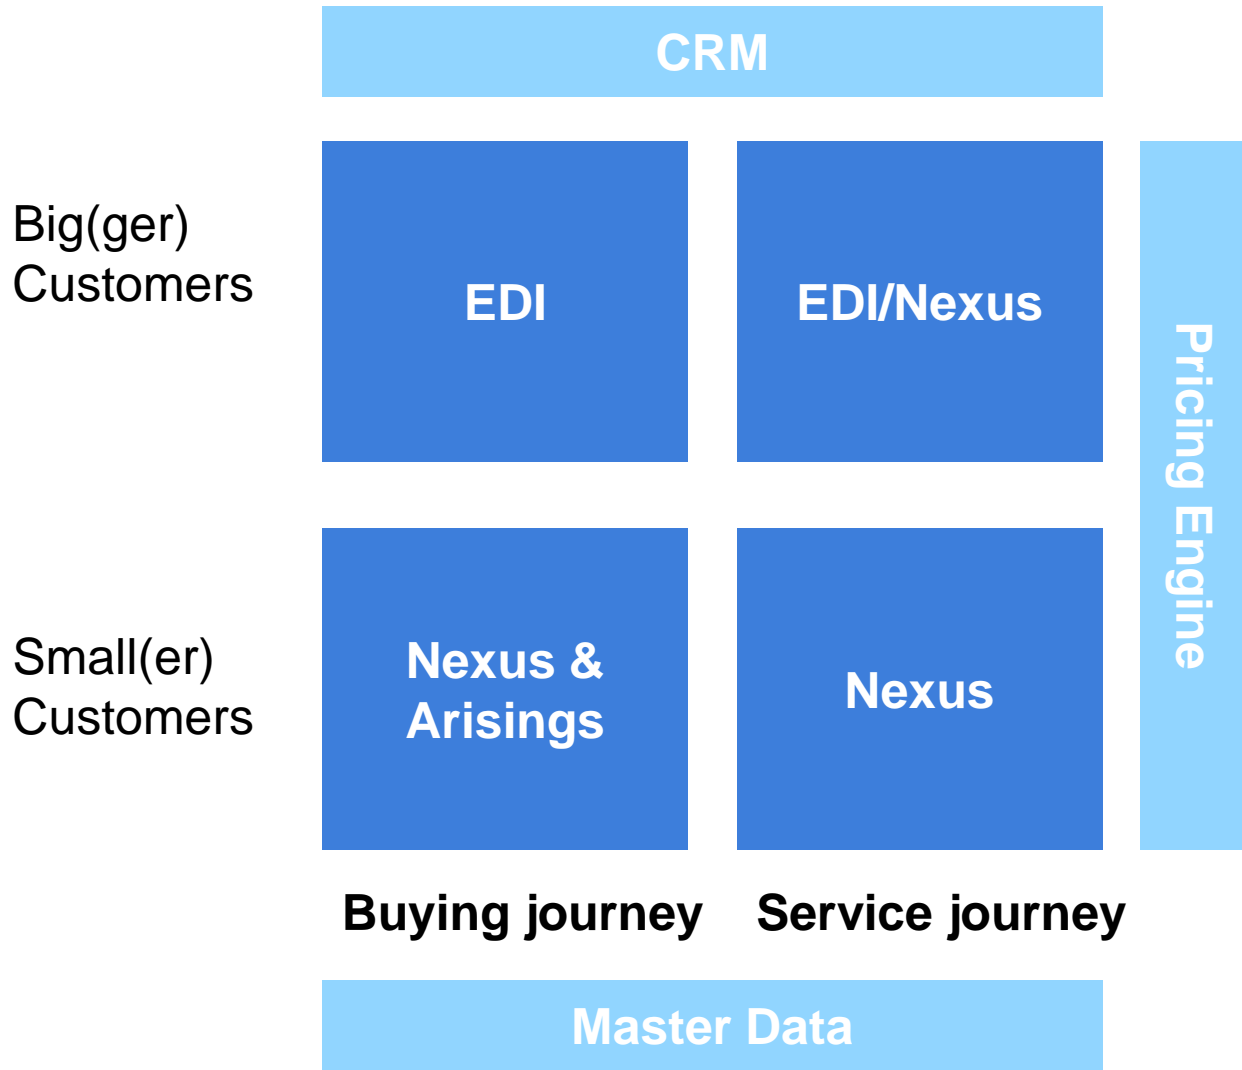 CRM
Big(ger)
Customers
EDI
EDI/Nexus
Pricing Engine
Small(er)
Customers
Nexus &
Arisings
Nexus
Buying journey
Service journey
Master Data